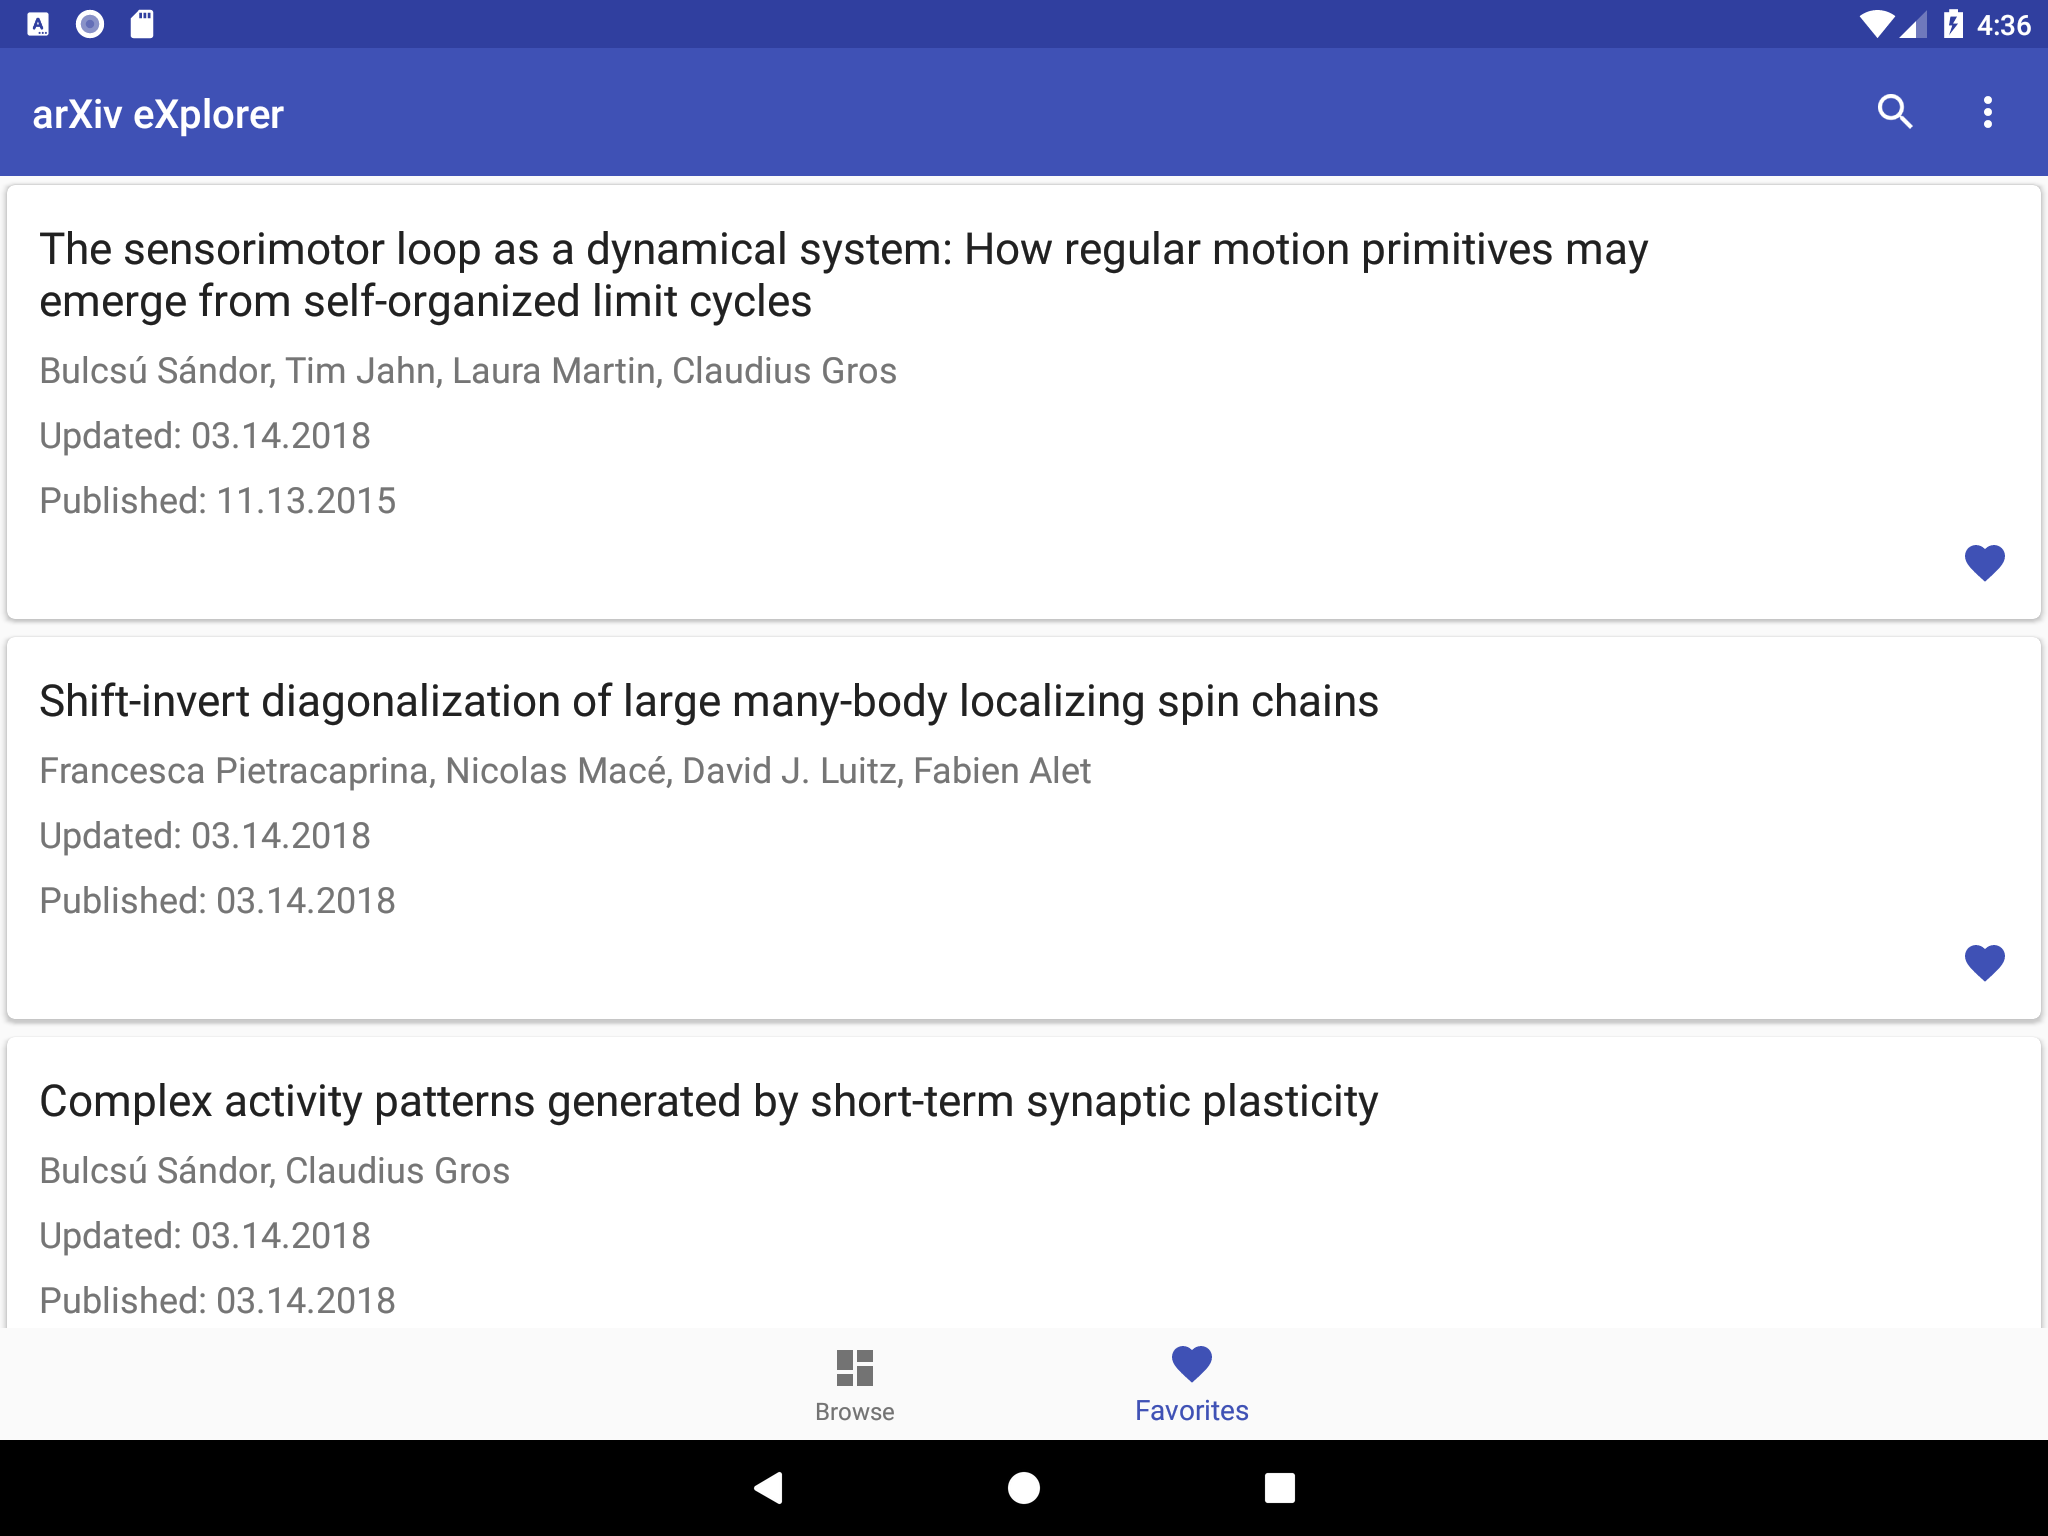 4:36
arXiv eXplorer
The sensorimotor loop as a dynamical system: How regular motion primitives may
emerge from self-organized limit cycles
Bulcsú Sándor, Tim Jahn, Laura Martin, Claudius Gros
Updated: 03.14.2018
Published: 11.13.2015
Shift-invert diagonalization of large many-body localizing spin chains
Francesca Pietracaprina, Nicolas Macé, David J. Luitz, Fabien Alet
Updated: 03.14.2018
Published: 03.14.2018
Complex activity patterns generated by short-term synaptic plasticity
Bulcsú Sándor, Claudius Gros
Updated: 03.14.2018
Published: 03.14.2018
Browse
Favorites